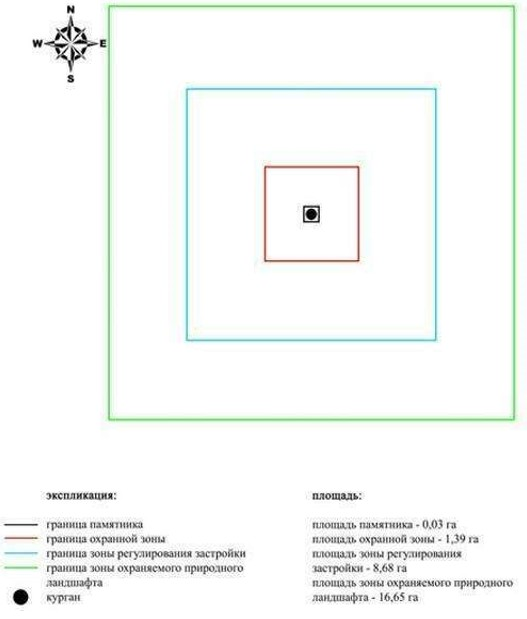 N
W E
S
экспликация:
граница памятника
граница охранной зоны
граница зоны регулирования застройки
граница зоны охраняемого природного
ландшафта
курган
площадь:
площадь памятника - 0,03 га
площадь охранной зоны - 1,39 га
площадь зоны регулирования
застройки - 8,68 га
площадь зоны охраняемого природного
ландшафта - 16,65 га